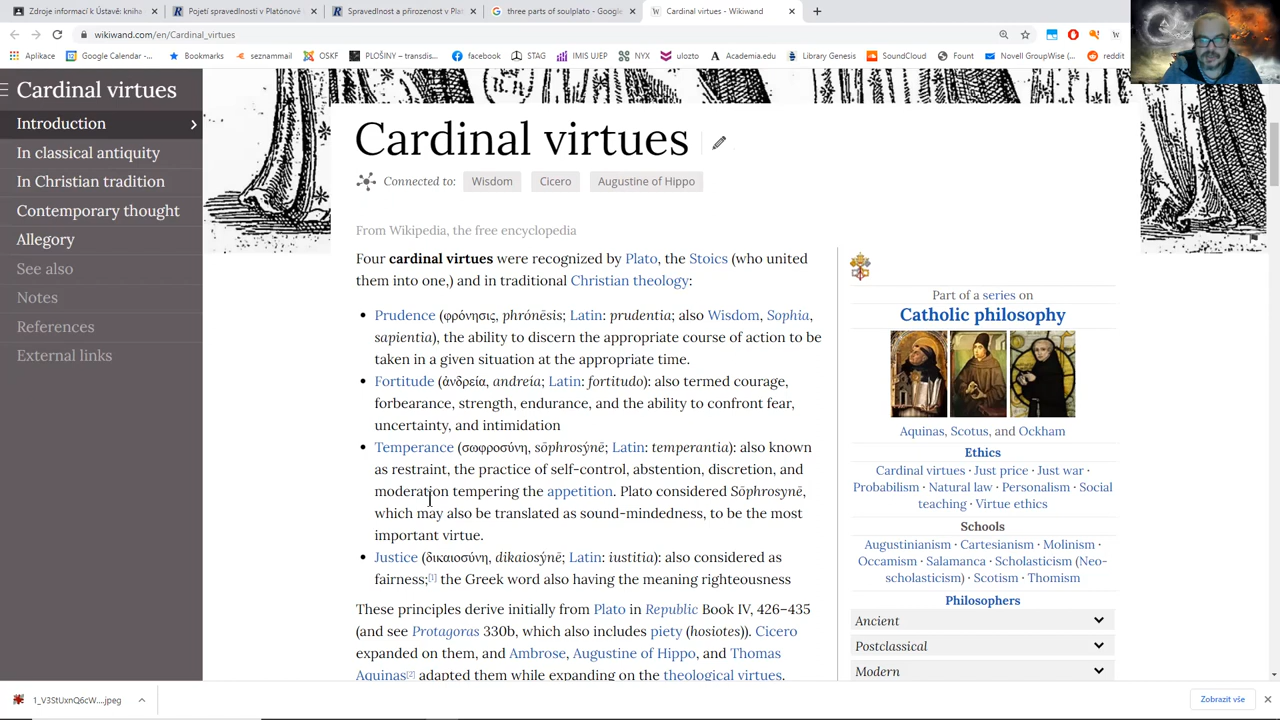 Zdroje informací k Ústavě: kniha
Pojetí spravedlnosti v Platónově
Spravedlnost a přirozenost v Plat
three parts of soulplato - Google
Cardinal virtues - Wikiwand
wikiwand.com/en/Cardinal_virtues
Aplikace
Google Calendar -...
Bookmarks
seznammail
OSKF
PLOŠINY – transdis...
facebook
STAG
IMIS UJEP
NYX
ulozto
Academia.edu
Library Genesis
SoundCloud
Fount
Novell GroupWise (...
reddit
Cardinal virtues
Introduction
In classical antiquity
In Christian tradition
Contemporary thought
Allegory
See also
Notes
References
External links
Cardinal virtues
Connected to: Wisdom Cicero Augustine of Hippo
From Wikipedia, the free encyclopedia
Four cardinal virtues were recognized by Plato, the Stoics (who united
them into one,) and in traditional Christian theology:
Prudence (φρόνησις, phrónēsis; Latin: prudentia; also Wisdom, Sophia,
sapientia), the ability to discern the appropriate course of action to be
taken in a given situation at the appropriate time.
Fortitude (ἀνδρεία, andreía; Latin: fortitudo): also termed courage,
forbearance, strength, endurance, and the ability to confront fear,
uncertainty, and intimidation
Temperance (σωφροσύνη, sōphrosýnē; Latin: temperantia): also known
as restraint, the practice of self-control, abstention, discretion, and
moderation tempering the appetition. Plato considered Sōphrosynē,
which may also be translated as sound-mindedness, to be the most
important virtue.
Justice (δικαιοσύνη, dikaiosýnē; Latin: iustitia): also considered as
fairness;[1] the Greek word also having the meaning righteousness
These principles derive initially from Plato in Republic Book IV, 426–435
(and see Protagoras 330b, which also includes piety (hosiotes)). Cicero
expanded on them, and Ambrose, Augustine of Hippo, and Thomas
Aquinas[2] adapted them while expanding on the theological virtues.
Part of a series on
Catholic philosophy
Aquinas, Scotus, and Ockham
Ethics
Cardinal virtues · Just price · Just war ·
Probabilism · Natural law · Personalism · Social
teaching · Virtue ethics
Schools
Augustinianism · Cartesianism · Molinism ·
Occamism · Salamanca · Scholasticism (Neo-
scholasticism) · Scotism · Thomism
Philosophers
Ancient
Postclassical
Modern
1_V3StUxnQ6cW....jpeg
Zobrazit vše